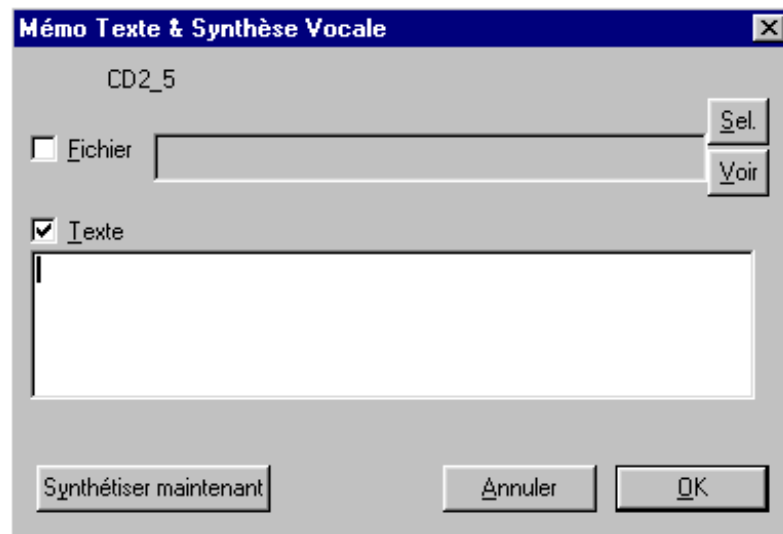 Mémo Texte & Synthèse Vocale
CD2_5
Sel.
Fichier
Voir
Texte
Synthétiser maintenant
Annuler
OK